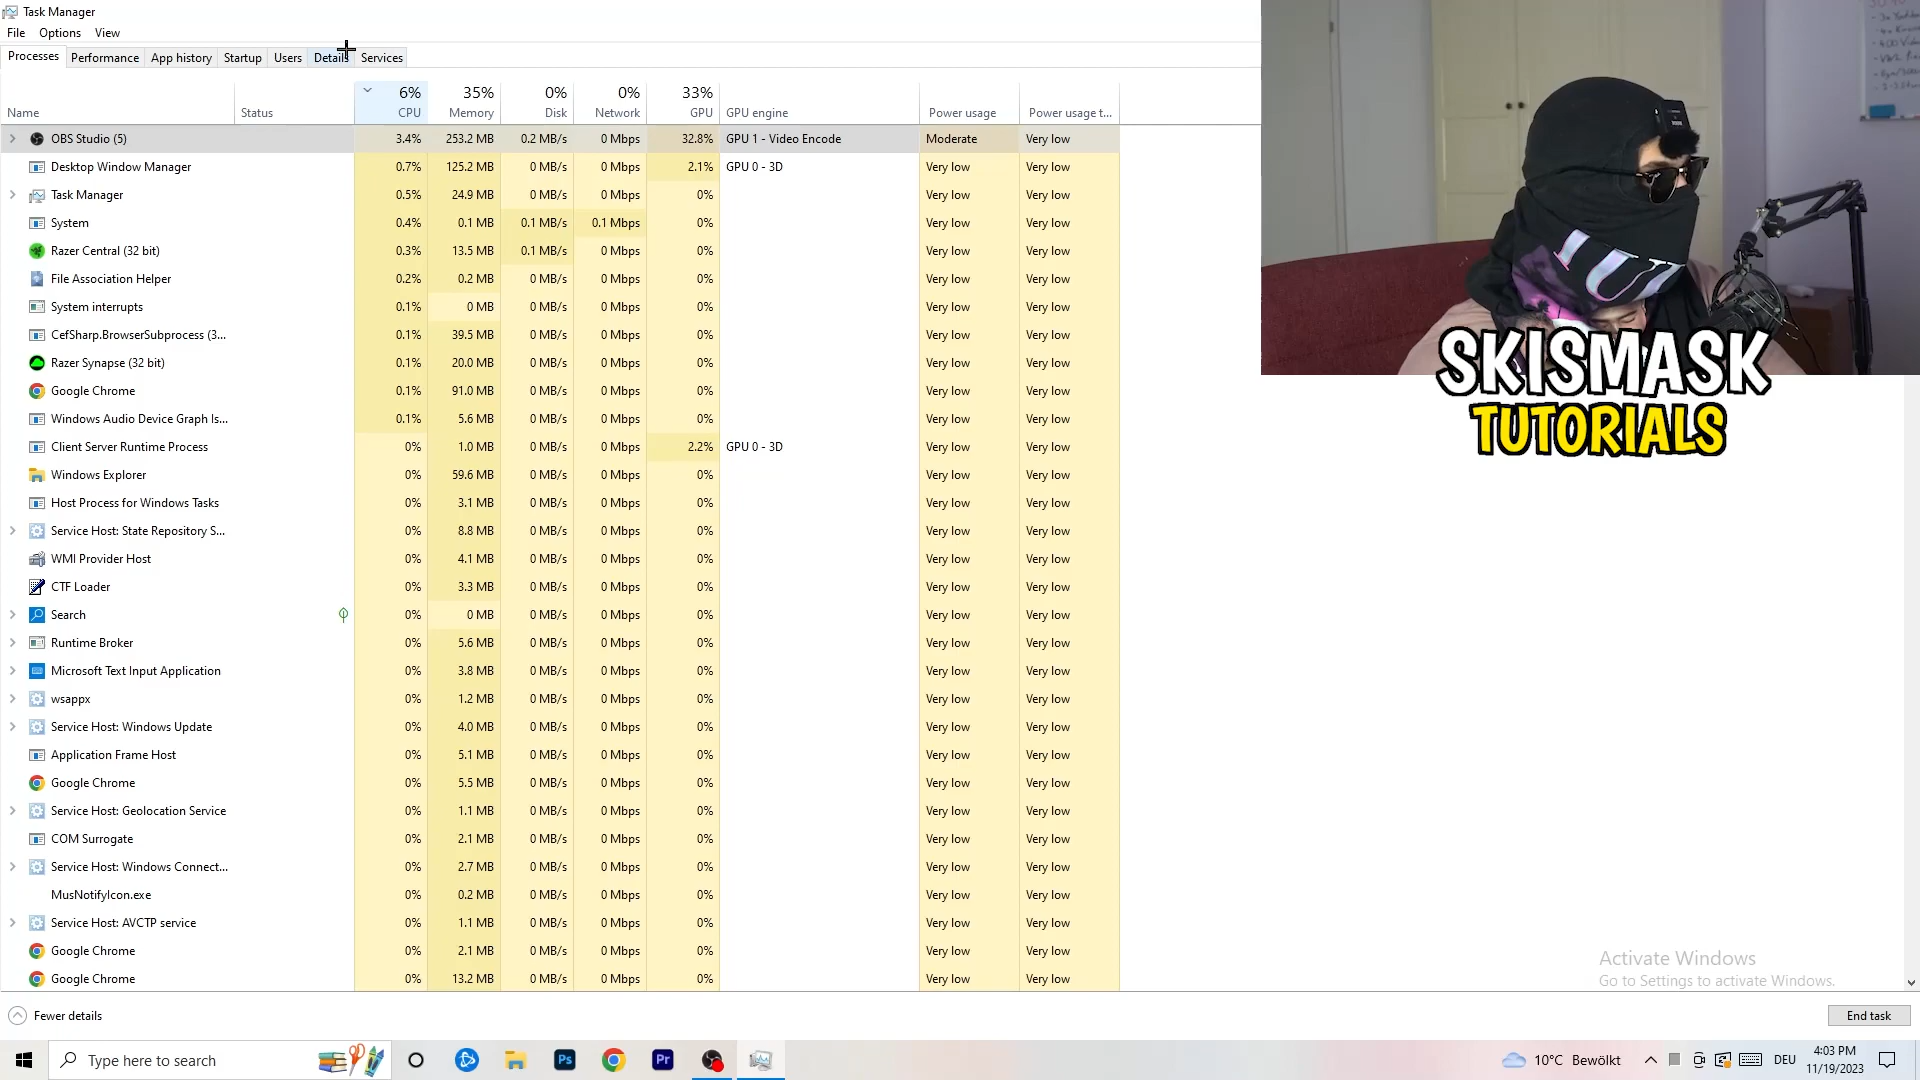 Task Manager
File Options View
Processes Performance App history Startup Users Details Services
6% 35% 0% 0% 33%
Name Status CPU Memory Disk Network GPU GPU engine Power usage Power usage t...
OBS Studio (5) 3.4% 253.2 MB 0.2 MB/s 0 Mbps 32.8% GPU 1 - Video Encode Moderate Very low
Desktop Window Manager 0.7% 125.2 MB 0 MB/s 0 Mbps 2.1% GPU 0 - 3D Very low Very low
Task Manager 0.5% 24.9 MB 0 MB/s 0 Mbps 0% Very low Very low
System 0.4% 0.1 MB 0.1 MB/s 0.1 Mbps 0% Very low Very low
Razer Central (32 bit) 0.3% 13.5 MB 0.1 MB/s 0 Mbps 0% Very low Very low
File Association Helper 0.2% 0.2 MB 0 MB/s 0 Mbps 0% Very low Very low
System interrupts 0.1% 0 MB 0 MB/s 0 Mbps 0% Very low Very low
CefSharp.BrowserSubprocess (3... 0.1% 39.5 MB 0 MB/s 0 Mbps 0% Very low Very low
Razer Synapse (32 bit) 0.1% 20.0 MB 0 MB/s 0 Mbps 0% Very low Very low
Google Chrome 0.1% 91.0 MB 0 MB/s 0 Mbps 0% Very low Very low
Windows Audio Device Graph Is... 0.1% 5.6 MB 0 MB/s 0 Mbps 0% Very low Very low
Client Server Runtime Process 0% 1.0 MB 0 MB/s 0 Mbps 2.2% GPU 0 - 3D Very low Very low
Windows Explorer 0% 59.6 MB 0 MB/s 0 Mbps 0% Very low Very low
Host Process for Windows Tasks 0% 3.1 MB 0 MB/s 0 Mbps 0% Very low Very low
Service Host: State Repository S... 0% 8.8 MB 0 MB/s 0 Mbps 0% Very low Very low
WMI Provider Host 0% 4.1 MB 0 MB/s 0 Mbps 0% Very low Very low
CTF Loader 0% 3.3 MB 0 MB/s 0 Mbps 0% Very low Very low
Search 0% 0 MB 0 MB/s 0 Mbps 0% Very low Very low
Runtime Broker 0% 5.6 MB 0 MB/s 0 Mbps 0% Very low Very low
Microsoft Text Input Application 0% 3.8 MB 0 MB/s 0 Mbps 0% Very low Very low
wsappx 0% 1.2 MB 0 MB/s 0 Mbps 0% Very low Very low
Service Host: Windows Update 0% 4.0 MB 0 MB/s 0 Mbps 0% Very low Very low
Application Frame Host 0% 5.1 MB 0 MB/s 0 Mbps 0% Very low Very low
Google Chrome 0% 5.5 MB 0 MB/s 0 Mbps 0% Very low Very low
Service Host: Geolocation Service 0% 1.1 MB 0 MB/s 0 Mbps 0% Very low Very low
COM Surrogate 0% 2.1 MB 0 MB/s 0 Mbps 0% Very low Very low
Service Host: Windows Connect... 0% 2.7 MB 0 MB/s 0 Mbps 0% Very low Very low
MusNotifyIcon.exe 0% 0.2 MB 0 MB/s 0 Mbps 0% Very low Very low
Service Host: AVCTP service 0% 1.1 MB 0 MB/s 0 Mbps 0% Very low Very low
Google Chrome 0% 2.1 MB 0 MB/s 0 Mbps 0% Very low Very low
Google Chrome 0% 13.2 MB 0 MB/s 0 Mbps 0% Very low Very low
SKISMASK
TUTORIALS
Activate Windows
Go to Settings to activate Windows.
Fewer details
End task
Type here to search
Ps
Pr
10°C Bewölkt
DEU
4:03 PM
11/19/2023